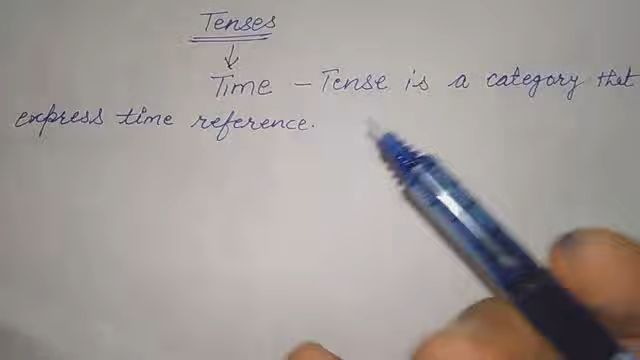 Tenses
Time - Tense is a category that
express time reference.